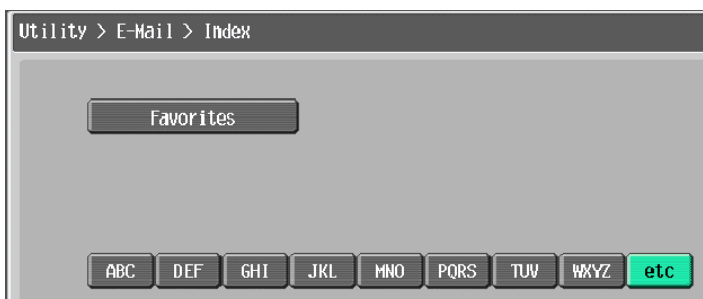 Utility > E-Mail > Index
Favorites
ABC DEF GHI JKL MNO PQRS TUV WXYZ etc